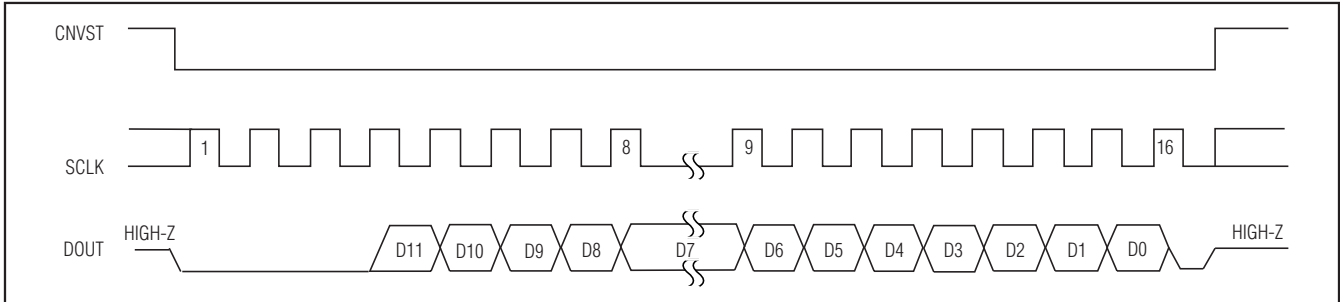 CNVST
SCLK
1
8
9
16
DOUT
HIGH-Z
D11
D10
D9
D8
D7
D6
D5
D4
D3
D2
D1
D0
HIGH-Z